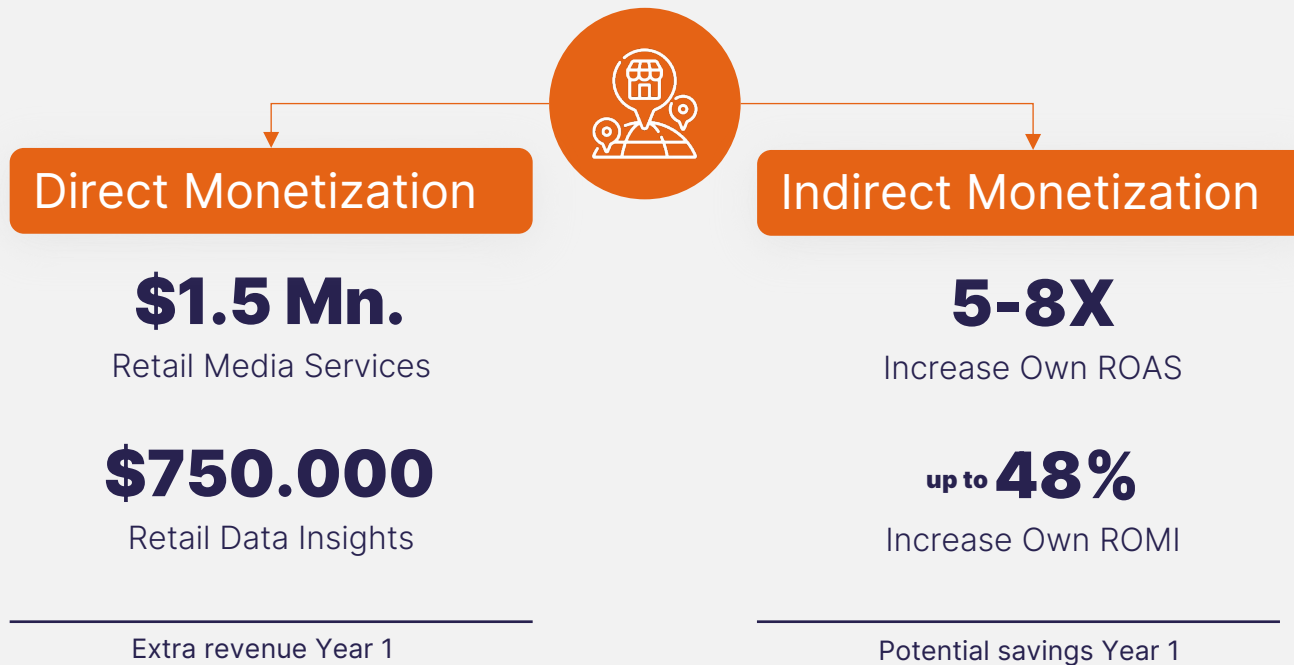 Direct Monetization
$1.5 Mn.
Retail Media Services
$750.000
Retail Data Insights
Extra revenue Year 1
Indirect Monetization
5-8X
Increase Own ROAS
up to 48%
Increase Own ROMI
Potential savings Year 1